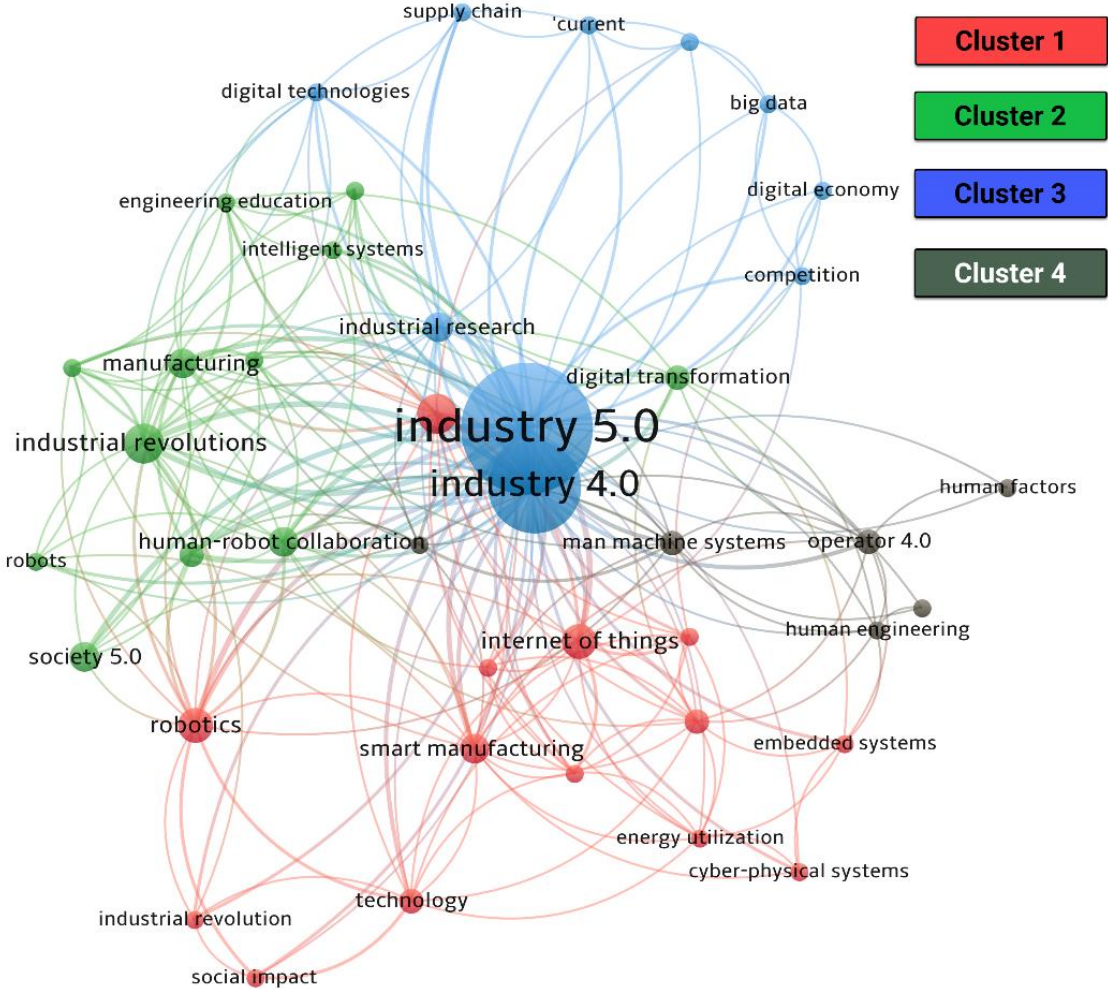 supply chain
'current
Cluster 1
digital technologies
big data
Cluster 2
engineering education
digital economy
Cluster 3
intelligent systems
competition
Cluster 4
industrial research
manufacturing
digital transformation
industrial revolutions
industry 5.0
industry 4.0
human factors
human-robot collaboration
man machine systems
operator 4.0
robots
society 5.0
internet of things
human engineering
robotics
smart manufacturing
embedded systems
energy utilization
cyber-physical systems
technology
industrial revolution
social impact